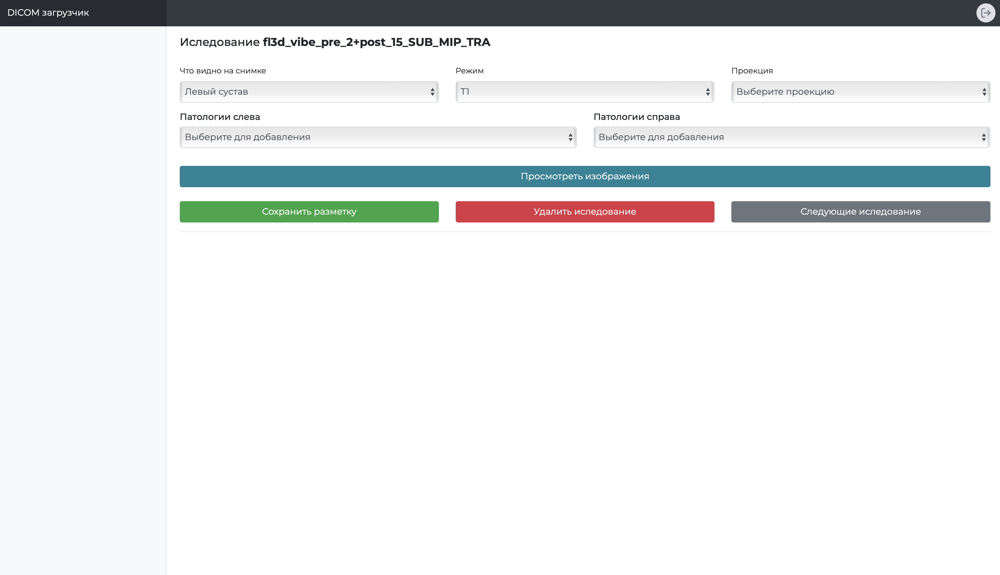 DICOM загрузчик
Иследование fl3d_vibe_pre_2+post_15_SUB_MIP_TRA
Что видно на снимке
Режим
Проекция
Левый сустав
T1
Выберите проекцию
Патологии слева
Патологии справа
Выберите для добавления
Выберите для добавления
Просмотреть изображения
Сохранить разметку
Удалить иследование
Следующие иследование